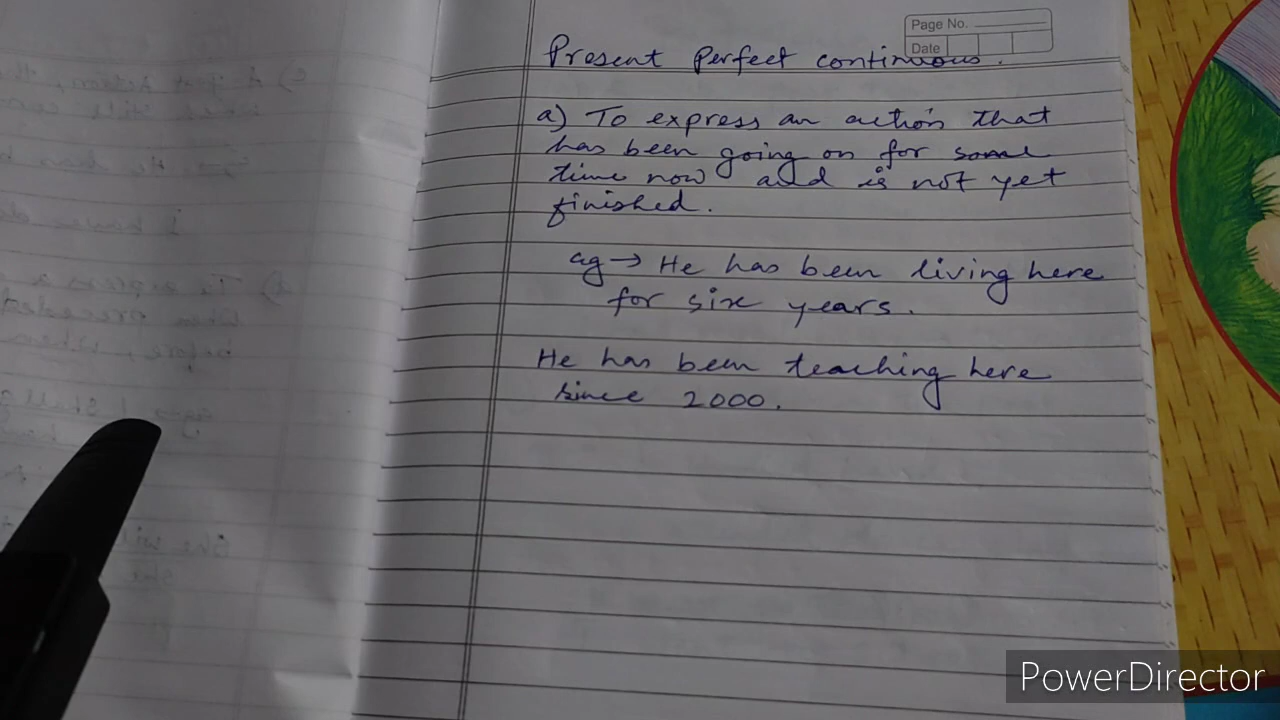 Page No.
Date
Present Perfect continuous.
a) To express an action that
has been going on for some
time now and is not yet
finished.
eg → He has been living here
for six years.
He has been teaching here
since 2000.
PowerDirector